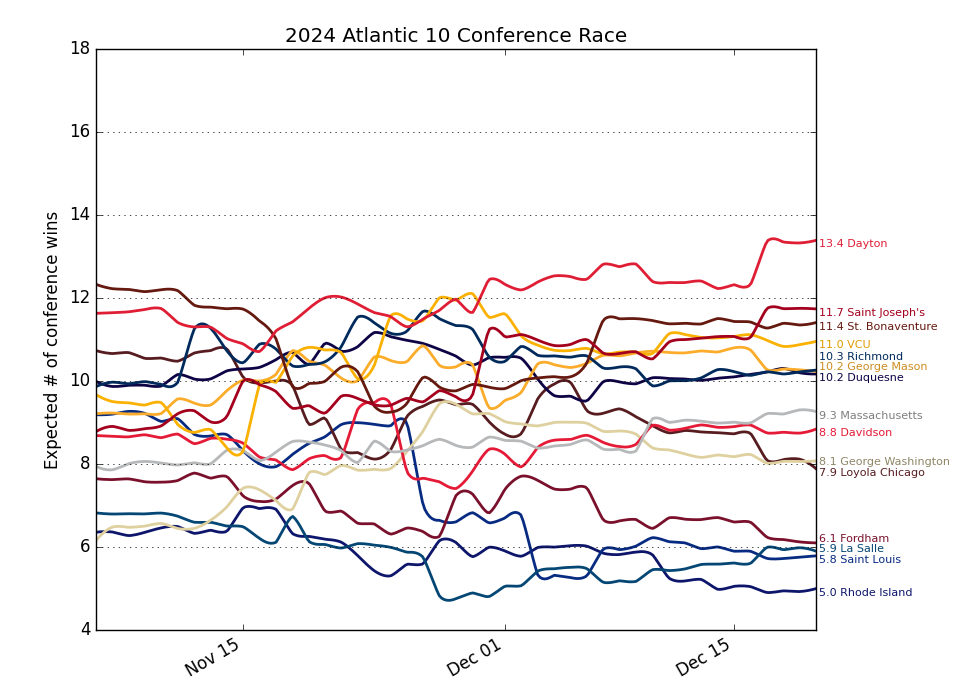 2024 Atlantic 10 Conference Race
Expected # of conference wins
18
16
14
12
10
8
6
4
Nov 15
Dec 01
Dec 15
13.4 Dayton
11.7 Saint Joseph's
11.4 St. Bonaventure
11.0 VCU
10.3 Richmond
10.2 George Mason
10.2 Duquesne
9.3 Massachusetts
8.8 Davidson
8.1 George Washington
7.9 Loyola Chicago
6.1 Fordham
5.9 La Salle
5.8 Saint Louis
5.0 Rhode Island